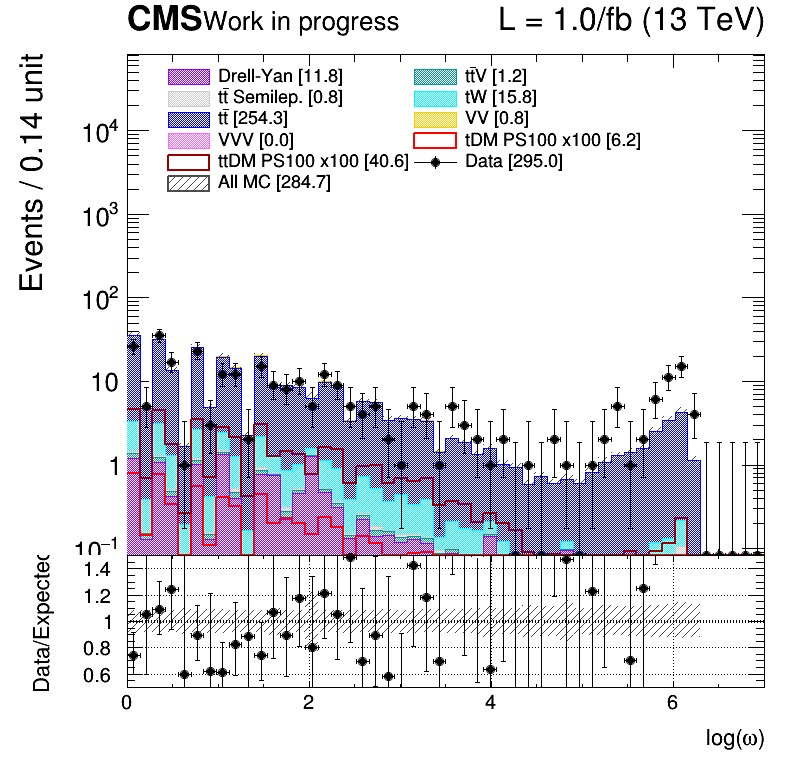 CMS Work in progress L = 1.0/fb (13 TeV)
Events / 0.14 unit
Drell-Yan [11.8] tt̄V [1.2]
tt̄ Semilep. [0.8] tW [15.8]
tt̄ [254.3] VV [0.8]
VVV [0.0] tDM PS100 x100 [6.2]
ttDM PS100 x100 [40.6] Data [295.0]
All MC [284.7]
10⁴
10³
10²
10
1
10⁻¹
Data/Expected
1.4
1.2
1
0.8
0.6
0 2 4 6
log(ω)